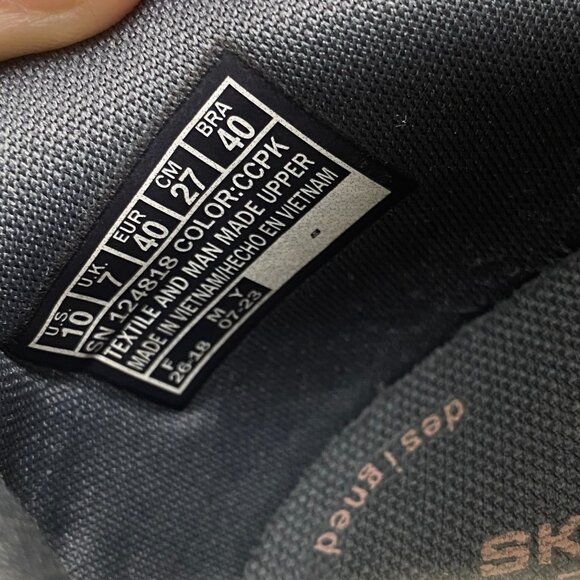 US U.K. EUR CM BRA
10 7 40 27 40
SN 124818 COLOR:CCPK
TEXTILE AND MAN MADE UPPER
MADE IN VIETNAM/HECHO EN VIETNAM
F M Y
26-18 07-23
designed
SK